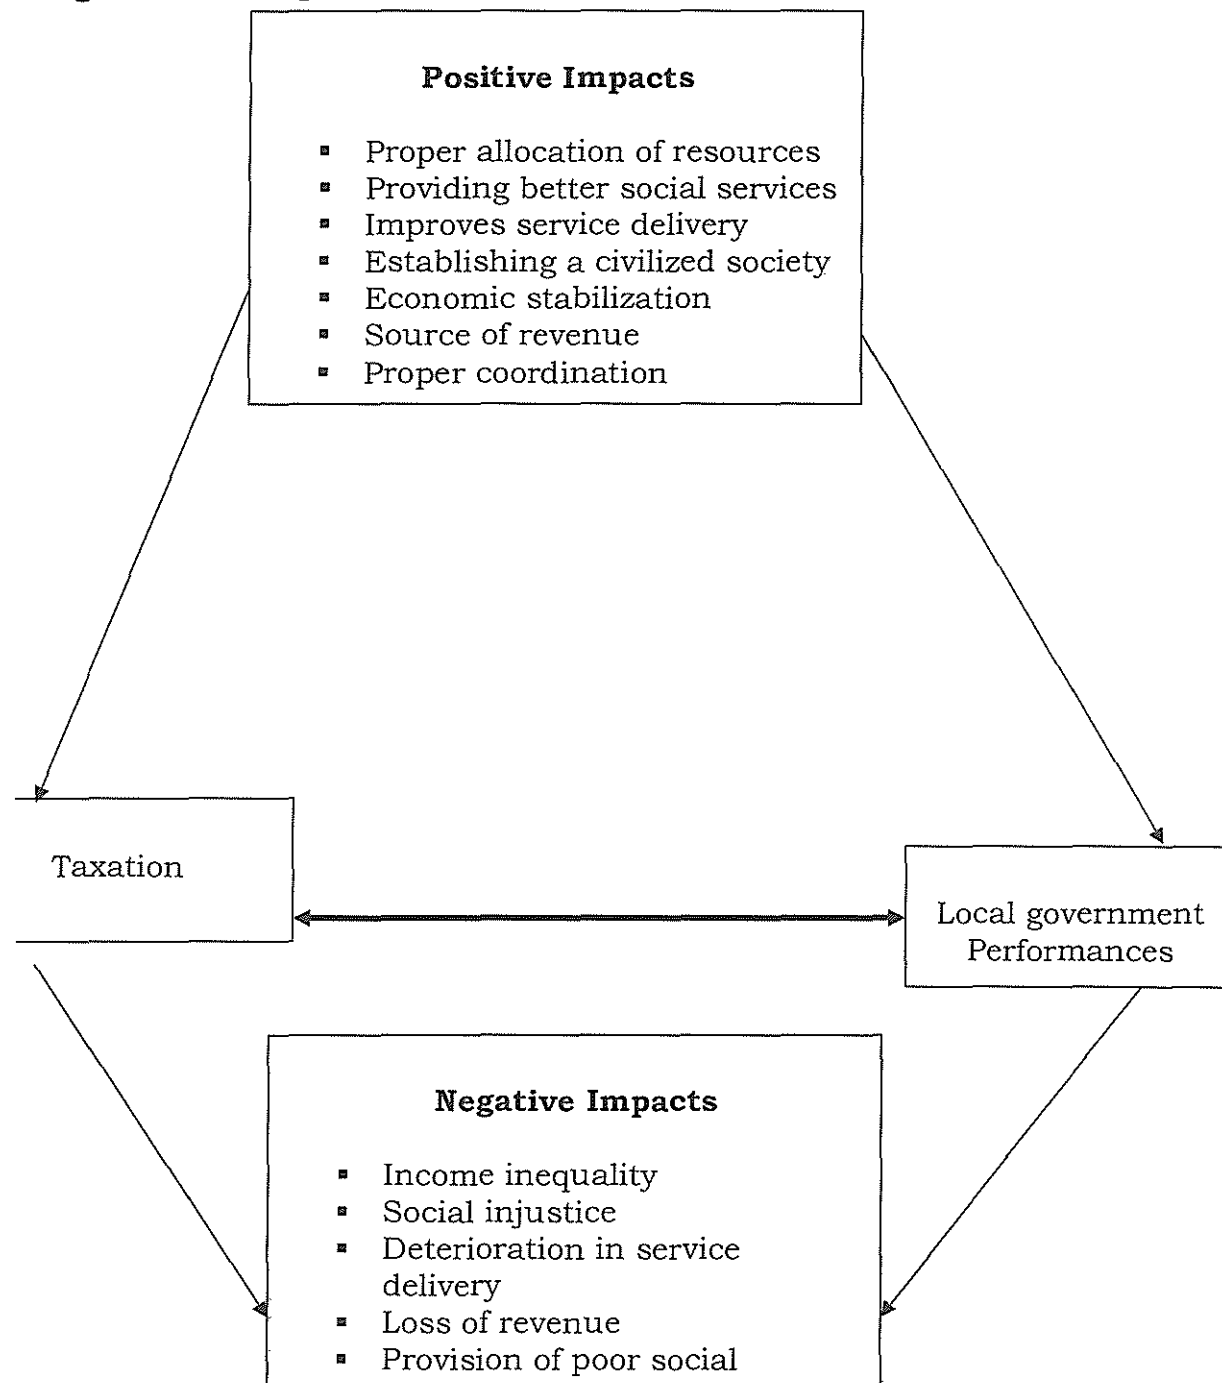 Positive Impacts
▪ Proper allocation of resources
▪ Providing better social services
▪ Improves service delivery
▪ Establishing a civilized society
▪ Economic stabilization
▪ Source of revenue
▪ Proper coordination
Taxation
Local government
Performances
Negative Impacts
▪ Income inequality
▪ Social injustice
▪ Deterioration in service
delivery
▪ Loss of revenue
▪ Provision of poor social